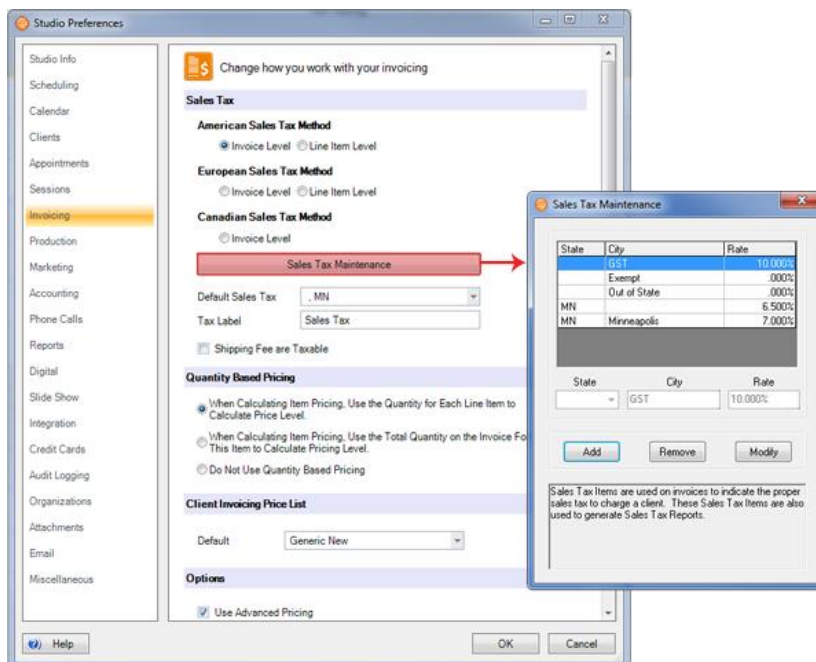 Studio Preferences
Studio Info
Scheduling
Calendar
Clients
Appointments
Sessions
Invoicing
Production
Marketing
Accounting
Phone Calls
Reports
Digital
Slide Show
Integration
Credit Cards
Audit Logging
Organizations
Attachments
Email
Miscellaneous
Change how you work with your invoicing
Sales Tax
American Sales Tax Method
Invoice Level Line Item Level
European Sales Tax Method
Invoice Level Line Item Level
Canadian Sales Tax Method
Invoice Level
Sales Tax Maintenance
Default Sales Tax , MN
Tax Label Sales Tax
Shipping Fee are Taxable
Quantity Based Pricing
When Calculating Item Pricing, Use the Quantity for Each Line Item to
Calculate Price Level.
When Calculating Item Pricing, Use the Total Quantity on the Invoice Fo
This Item to Calculate Pricing Level.
Do Not Use Quantity Based Pricing
Client Invoicing Price List
Default Generic New
Options
Use Advanced Pricing
Help OK Cancel
Sales Tax Maintenance
State City Rate
GST 10.000%
Exempt .000%
Out of State .000%
MN 6.500%
MN Minneapolis 7.000%
State City Rate
GST 10.000%
Add Remove Modify
Sales Tax Items are used on invoices to indicate the proper
sales tax to charge a client. These Sales Tax Items are also
used to generate Sales Tax Reports.